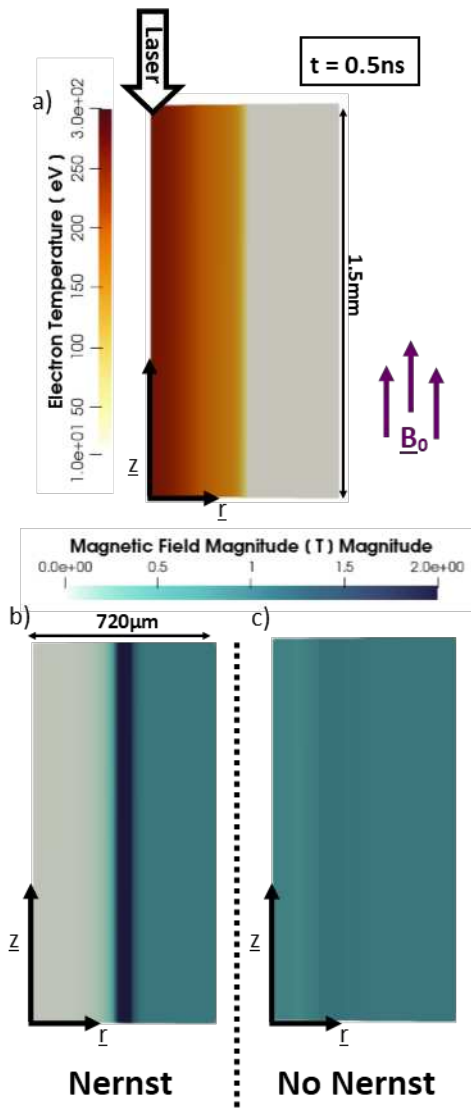 Laser
t = 0.5ns
a)
Electron Temperature ( eV )
3.0e+02
250
200
150
100
50
1.0e+01
1.5mm
B₀
z
r
Magnetic Field Magnitude ( T ) Magnitude
0.0e+00 0.5 1 1.5 2.0e+00
b) 720μm c)
z z
r r
Nernst No Nernst